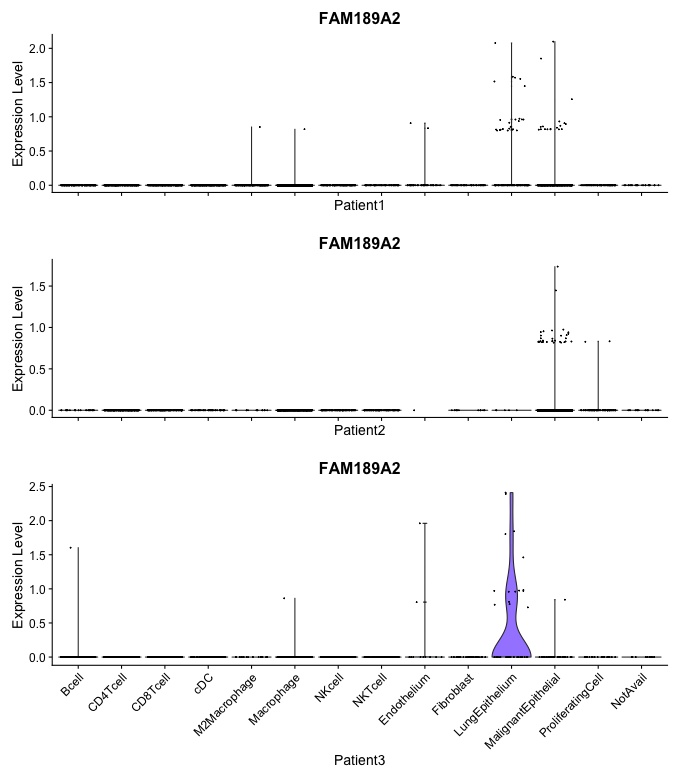 FAM189A2
Expression Level
2.0
1.5
1.0
0.5
0.0
Patient1
FAM189A2
Expression Level
1.5
1.0
0.5
0.0
Patient2
FAM189A2
Expression Level
2.5
2.0
1.5
1.0
0.5
0.0
Bcell
CD4Tcell
CD8Tcell
cDC
M2Macrophage
Macrophage
NKcell
NKTcell
Endothelium
Fibroblast
LungEpithelium
MalignantEpithelial
ProliferatingCell
NotAvail
Patient3